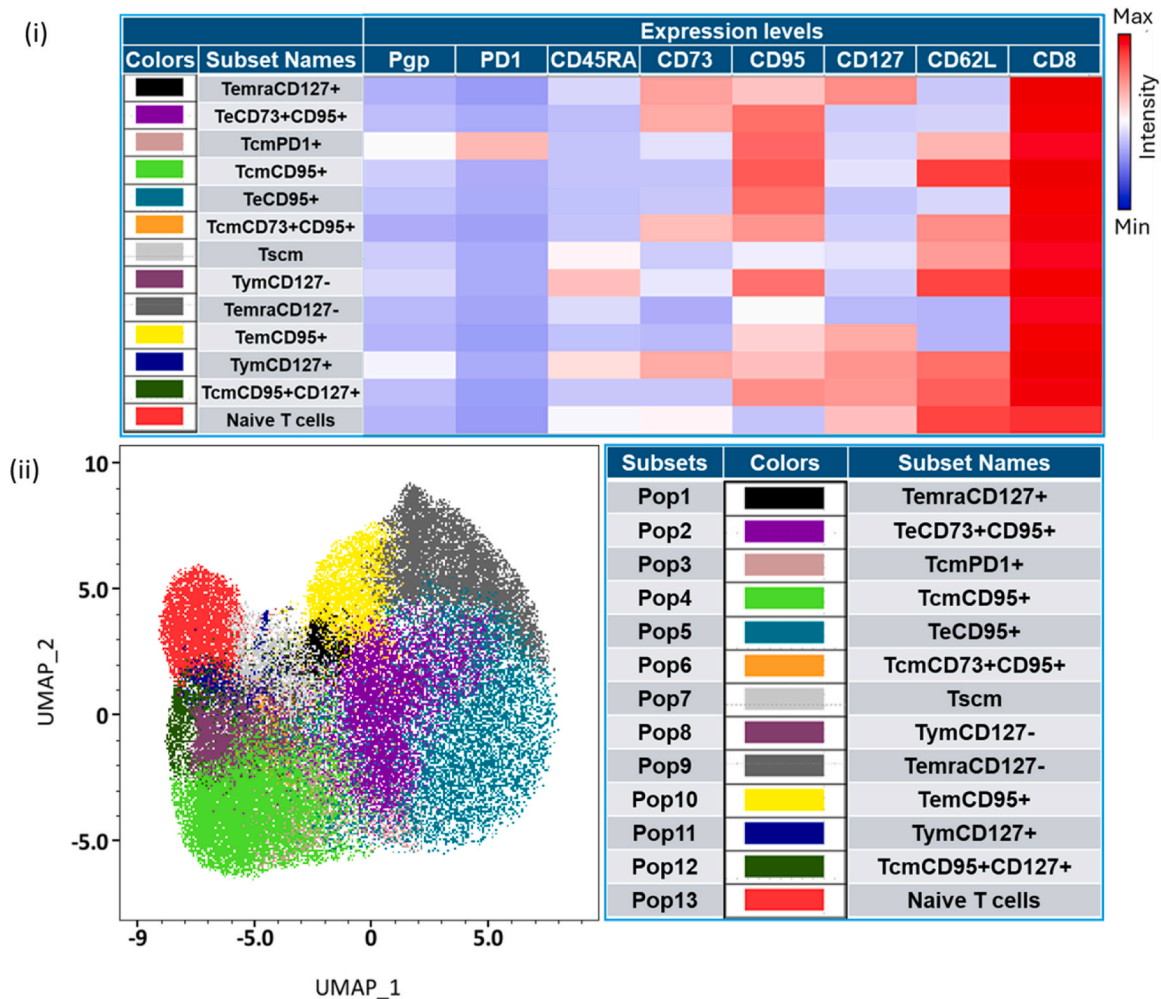 (i)
Expression levels
Colors Subset Names Pgp PD1 CD45RA CD73 CD95 CD127 CD62L CD8
TemraCD127+
TeCD73+CD95+
TcmPD1+
TcmCD95+
TeCD95+
TcmCD73+CD95+
Tscm
TymCD127-
TemraCD127-
TemCD95+
TymCD127+
TcmCD95+CD127+
Naive T cells
Max
Intensity
Min
(ii)
10
5.0
0
-5.0
UMAP_2
-9 -5.0 0 5.0
UMAP_1
Subsets Colors Subset Names
Pop1 TemraCD127+
Pop2 TeCD73+CD95+
Pop3 TcmPD1+
Pop4 TcmCD95+
Pop5 TeCD95+
Pop6 TcmCD73+CD95+
Pop7 Tscm
Pop8 TymCD127-
Pop9 TemraCD127-
Pop10 TemCD95+
Pop11 TymCD127+
Pop12 TcmCD95+CD127+
Pop13 Naive T cells